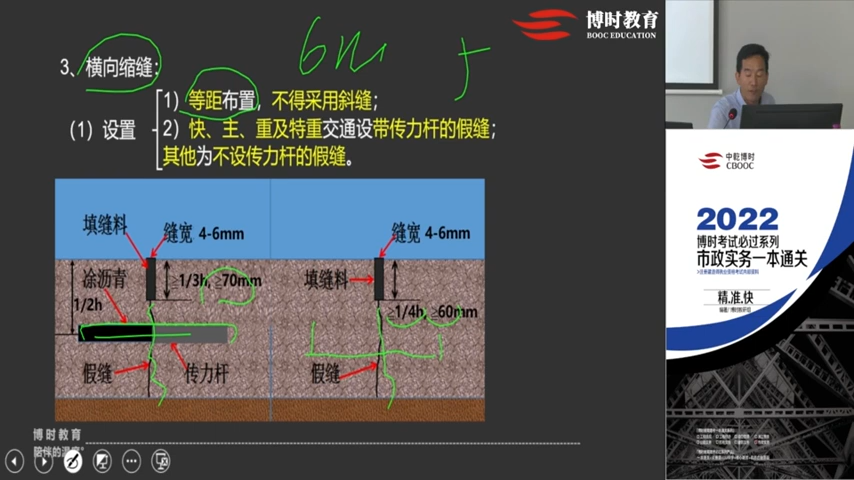 博时教育
BOOC EDUCATION
6m
3、横向缩缝：
(1) 设置
1) 等距布置，不得采用斜缝；
2) 快、主、重及特重交通设带传力杆的假缝；
其他为不设传力杆的假缝。
填缝料
缝宽 4-6mm
涂沥青
≥1/3h, ≥70mm
1/2h
假缝
传力杆
缝宽 4-6mm
填缝料
≥1/4h, ≥60mm
假缝
博时教育
陪伴的温度
中乾博时
CBOOC
2022
博时考试必过系列
市政实务一本通关
精,准,快